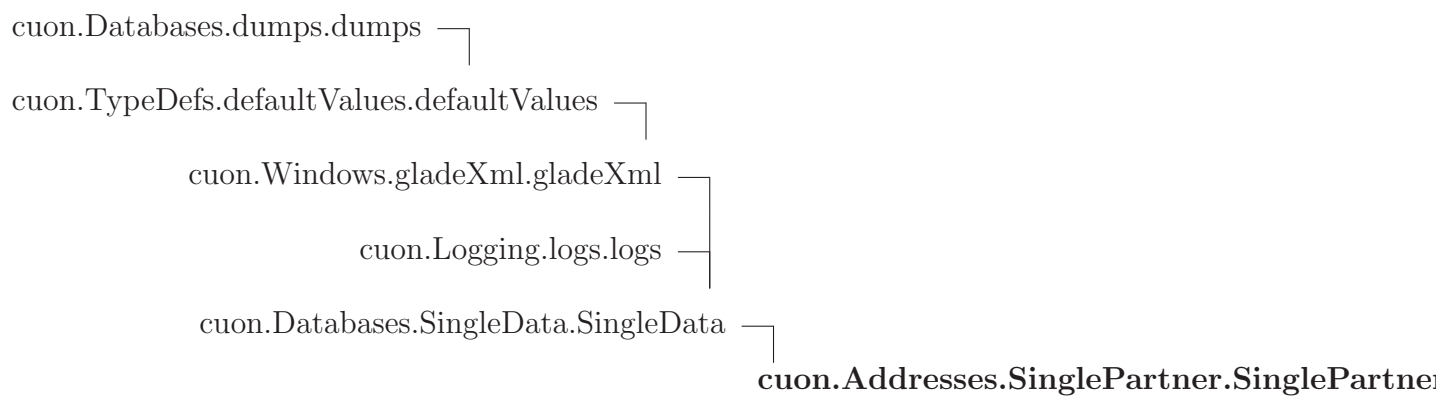 cuon.Databases.dumps.dumps
cuon.TypeDefs.defaultValues.defaultValues
cuon.Windows.gladeXml.gladeXml
cuon.Logging.logs.logs
cuon.Databases.SingleData.SingleData
cuon.Addresses.SinglePartner.SinglePartner